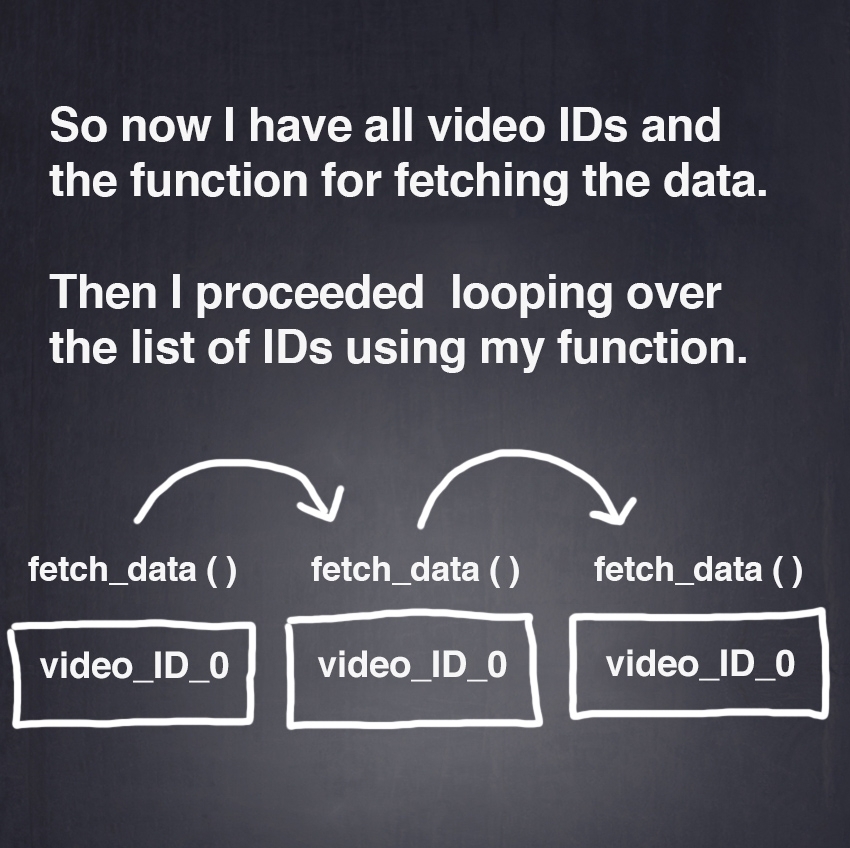 So now I have all video IDs and
the function for fetching the data.
Then I proceeded  looping over
the list of IDs using my function.
fetch_data ( ) fetch_data ( ) fetch_data ( )
video_ID_0 video_ID_0 video_ID_0